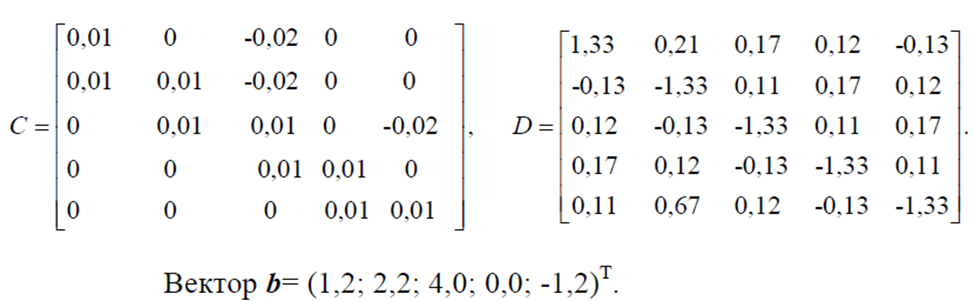 0,01 0 -0,02 0 0 1,33 0,21 0,17 0,12 -0,13
0,01 0,01 -0,02 0 0 -0,13 -1,33 0,11 0,17 0,12
C = 0 0,01 0,01 0 -0,02 , D = 0,12 -0,13 -1,33 0,11 0,17 .
0 0 0,01 0,01 0 0,17 0,12 -0,13 -1,33 0,11
0 0 0 0,01 0,01 0,11 0,67 0,12 -0,13 -1,33
Вектор b= (1,2; 2,2; 4,0; 0,0; -1,2)ᵀ.